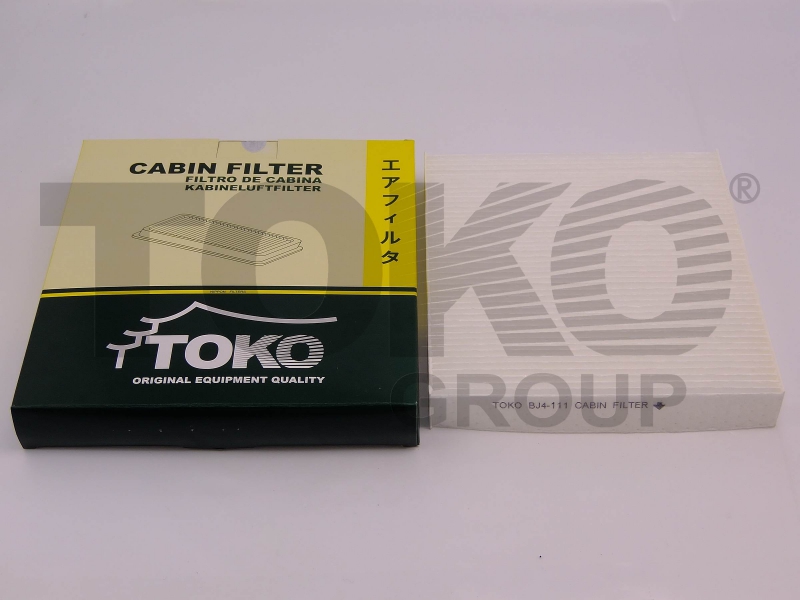 CABIN FILTER
FILTRO DE CABINA
KABINELUFTFILTER
エアフィルタ
TOKO
ORIGINAL EQUIPMENT QUALITY
TOKO BJ4-111 CABIN FILTER
TOKO®
GROUP